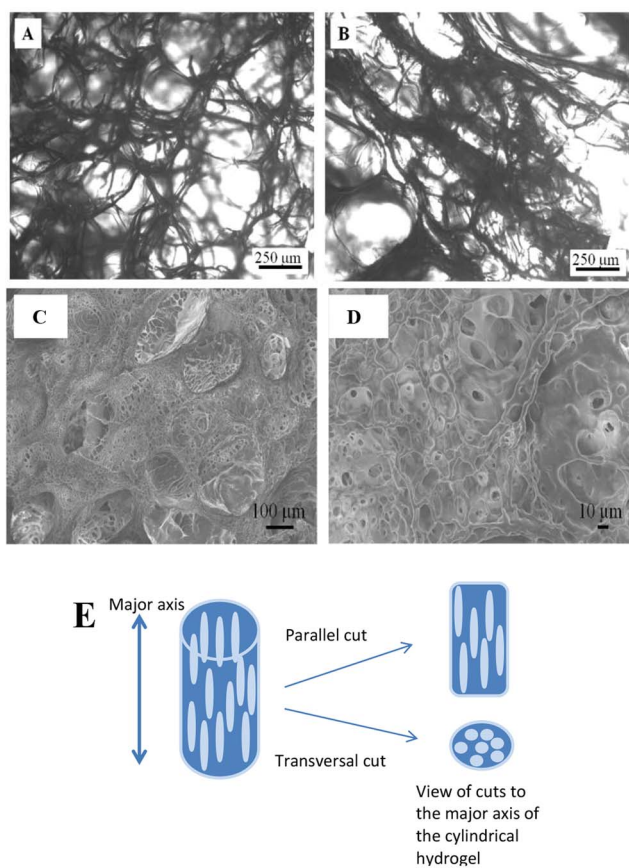 A
B
250 µm
250 µm
C
D
100 µm
10 µm
E
Major axis
Parallel cut
Transversal cut
View of cuts to
the major axis of
the cylindrical
hydrogel